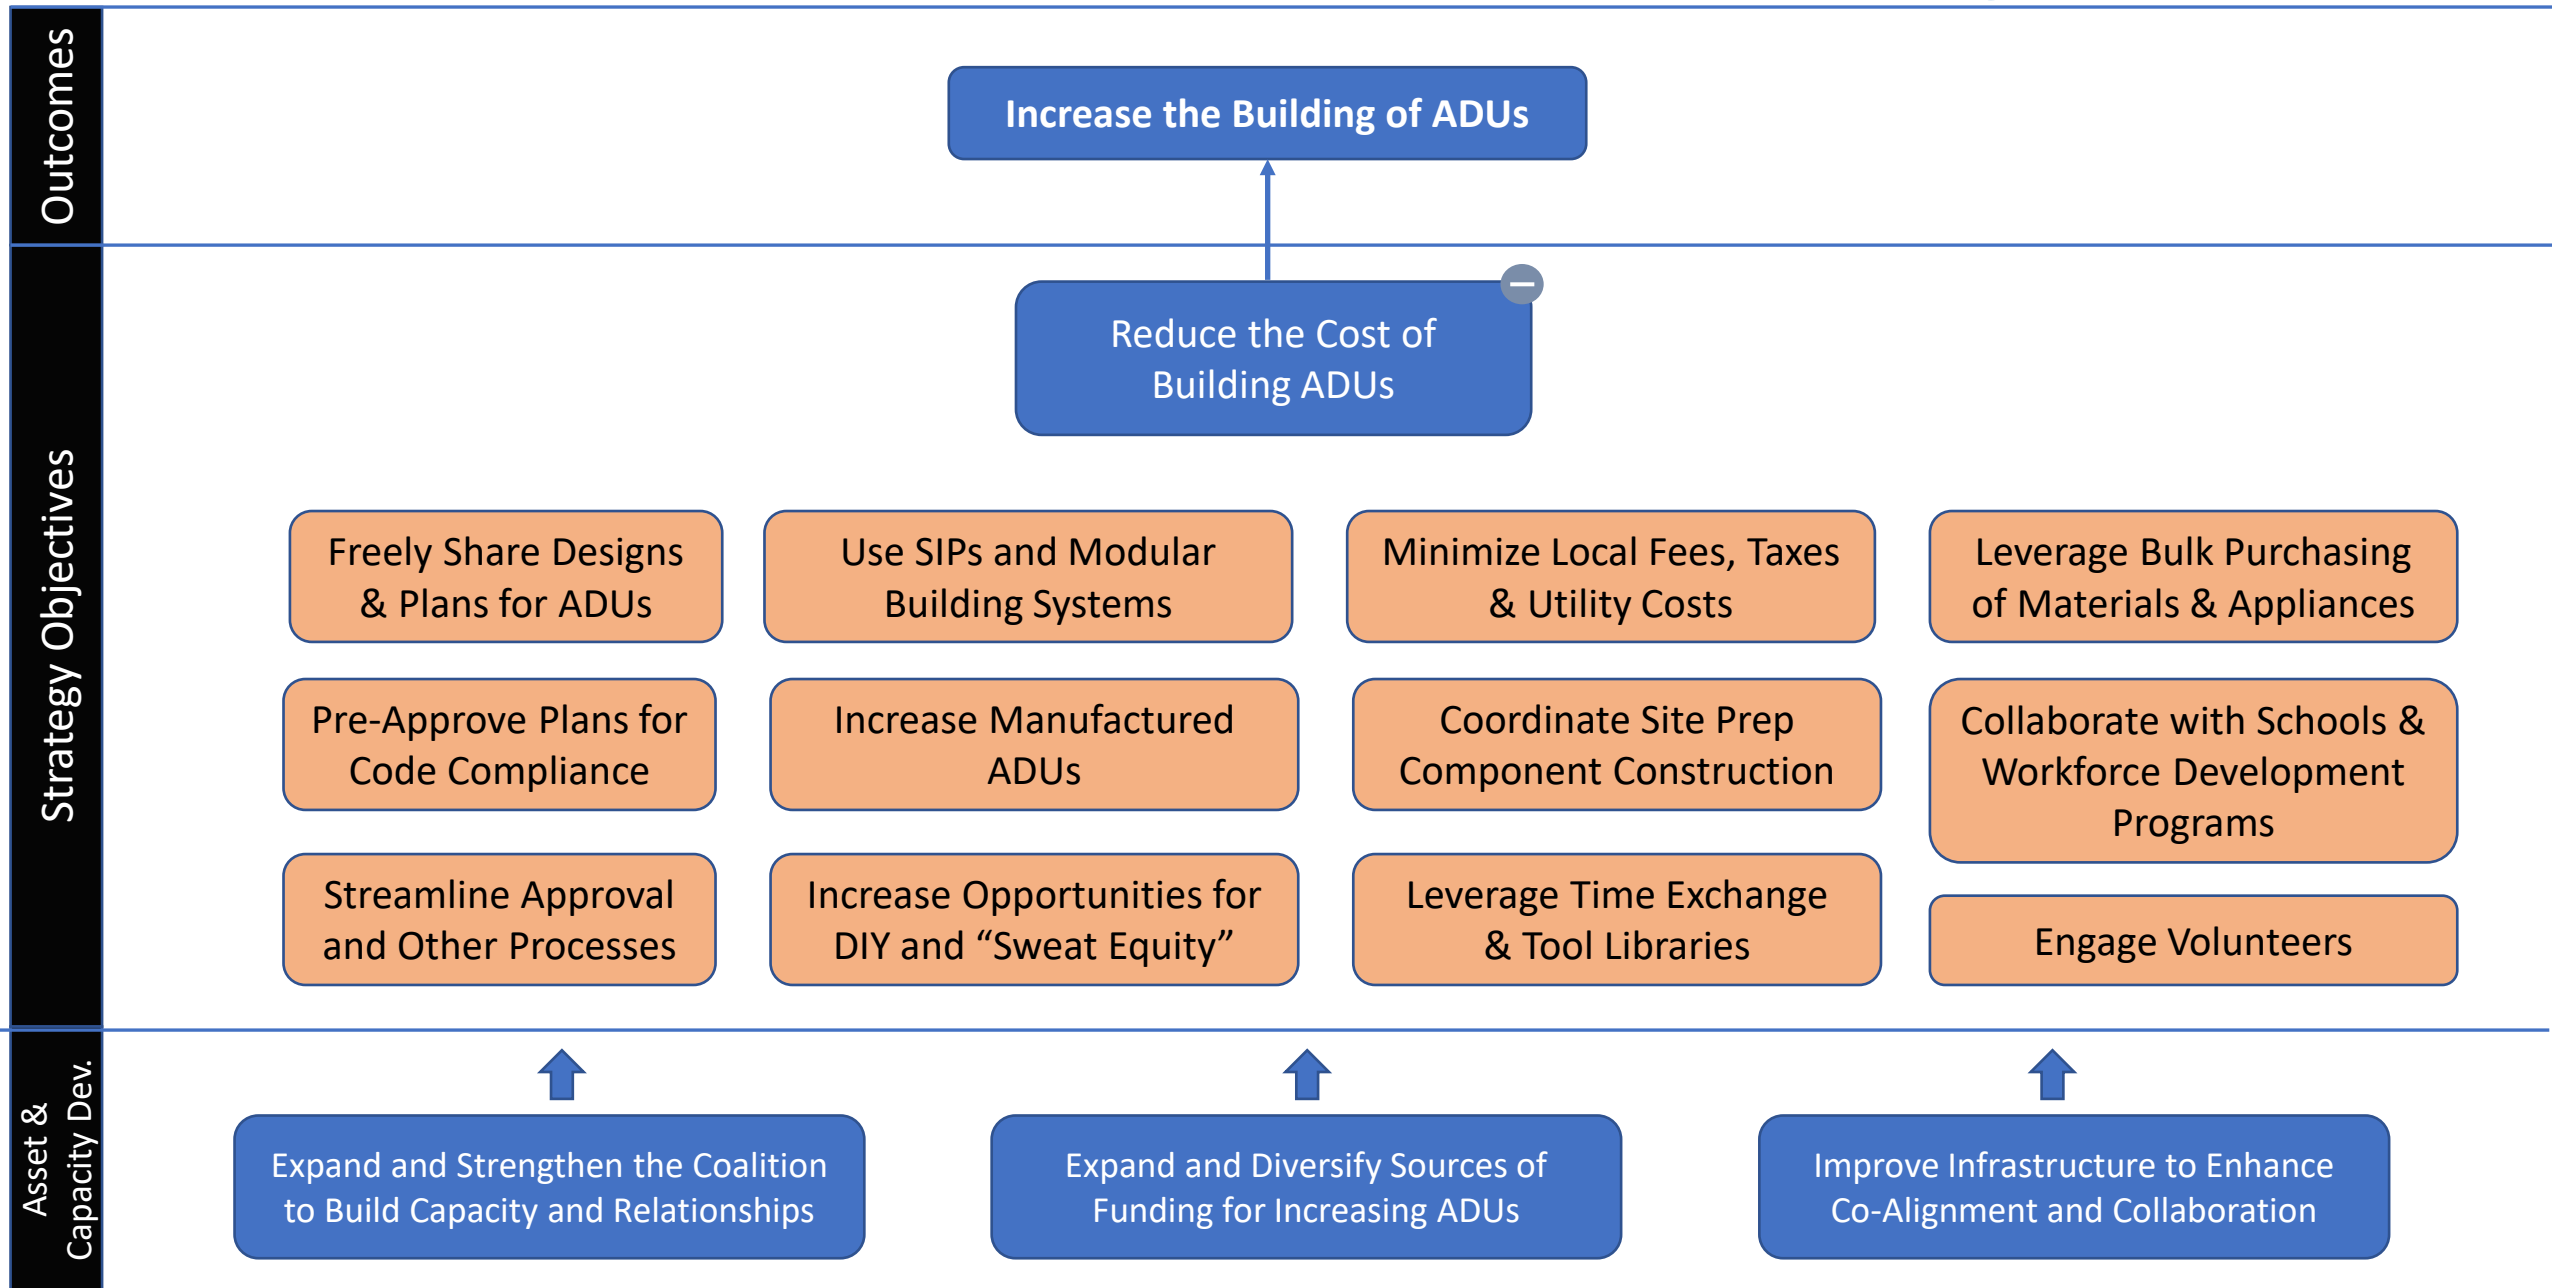 Outcomes
Increase the Building of ADUs
Strategy Objectives
Reduce the Cost of
Building ADUs
Freely Share Designs
& Plans for ADUs
Use SIPs and Modular
Building Systems
Minimize Local Fees, Taxes
& Utility Costs
Leverage Bulk Purchasing
of Materials & Appliances
Pre-Approve Plans for
Code Compliance
Increase Manufactured
ADUs
Coordinate Site Prep
Component Construction
Collaborate with Schools &
Workforce Development
Programs
Streamline Approval
and Other Processes
Increase Opportunities for
DIY and “Sweat Equity”
Leverage Time Exchange
& Tool Libraries
Engage Volunteers
Asset &
Capacity Dev.
Expand and Strengthen the Coalition
to Build Capacity and Relationships
Expand and Diversify Sources of
Funding for Increasing ADUs
Improve Infrastructure to Enhance
Co-Alignment and Collaboration